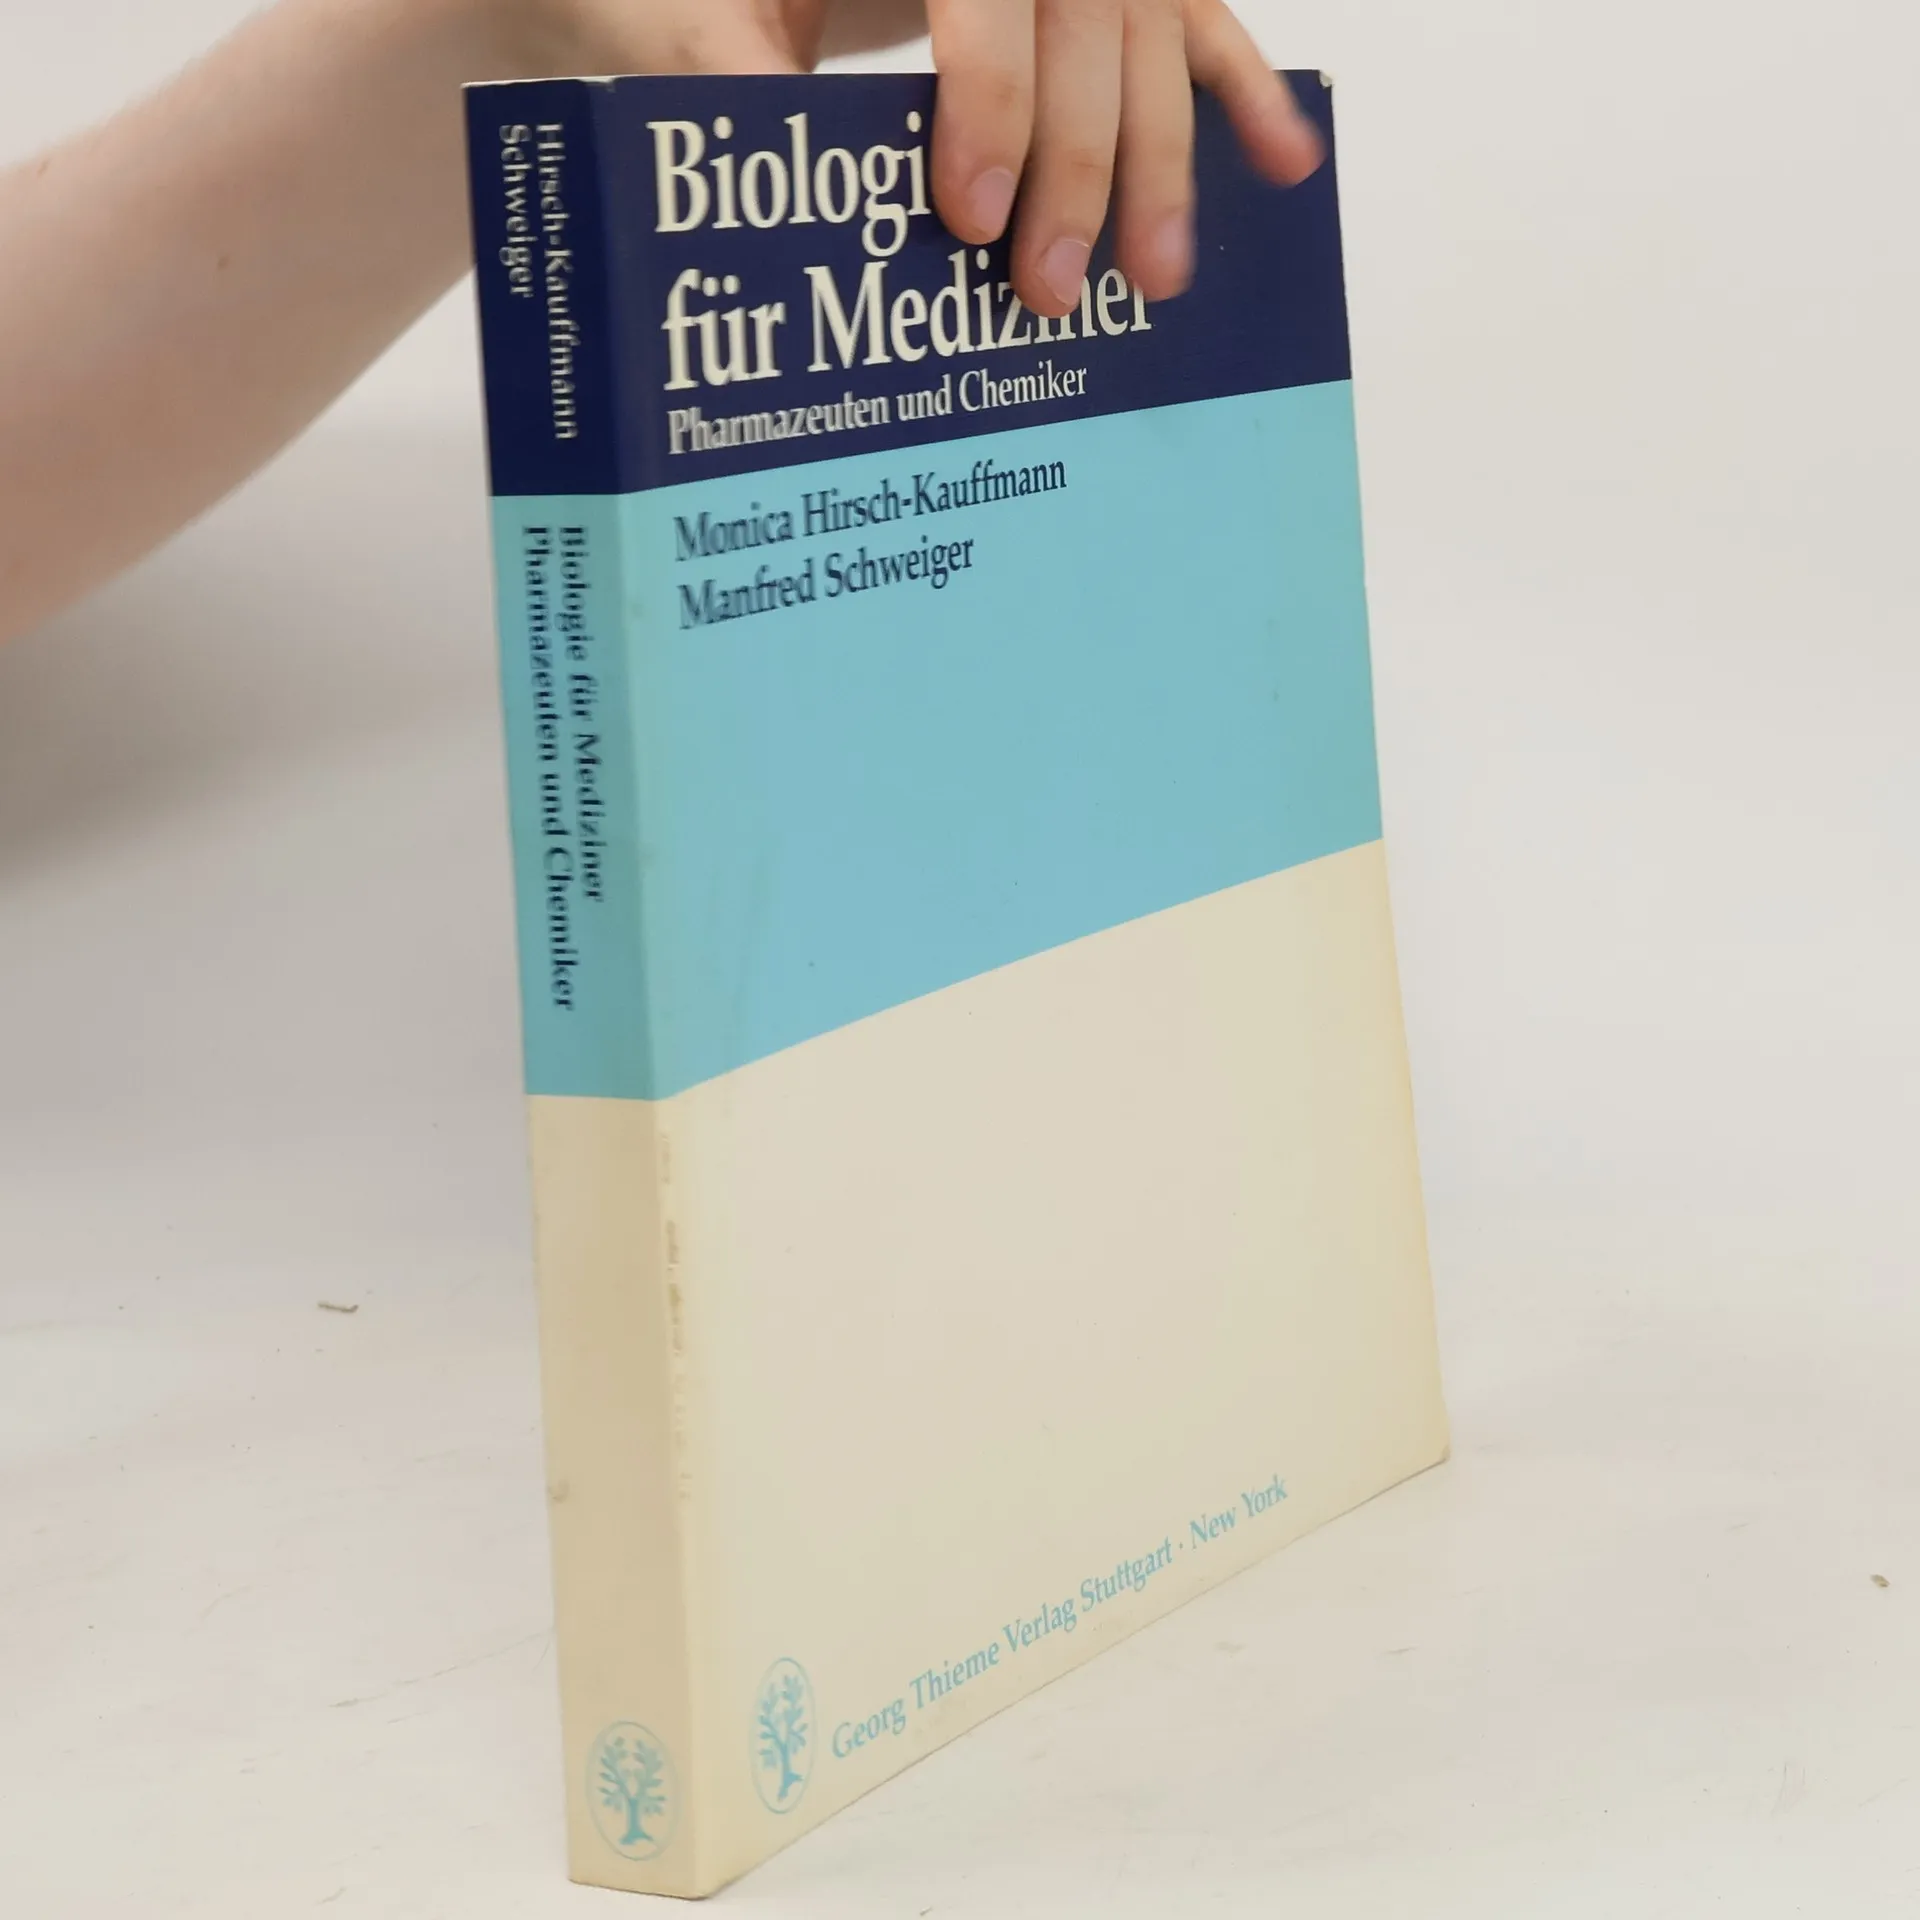 Hirsch-Kauffmann
Schweiger
Biologie für Mediziner
Pharmazeuten und Chemiker
Biologi
für Mediziner
Pharmazeuten und Chemiker
Monica Hirsch-Kauffmann
Manfred Schweiger
Georg Thieme Verlag Stuttgart · New York